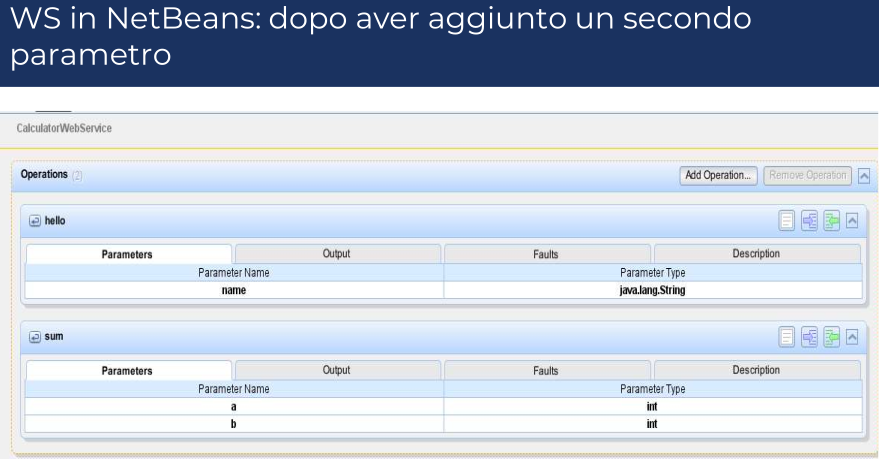 WS in NetBeans: dopo aver aggiunto un secondo
parametro
CalculatorWebService
Operations (2) Add Operation... Remove Operation
hello
Parameters Output Faults Description
Parameter Name Parameter Type
name java.lang.String
sum
Parameters Output Faults Description
Parameter Name Parameter Type
a int
b int